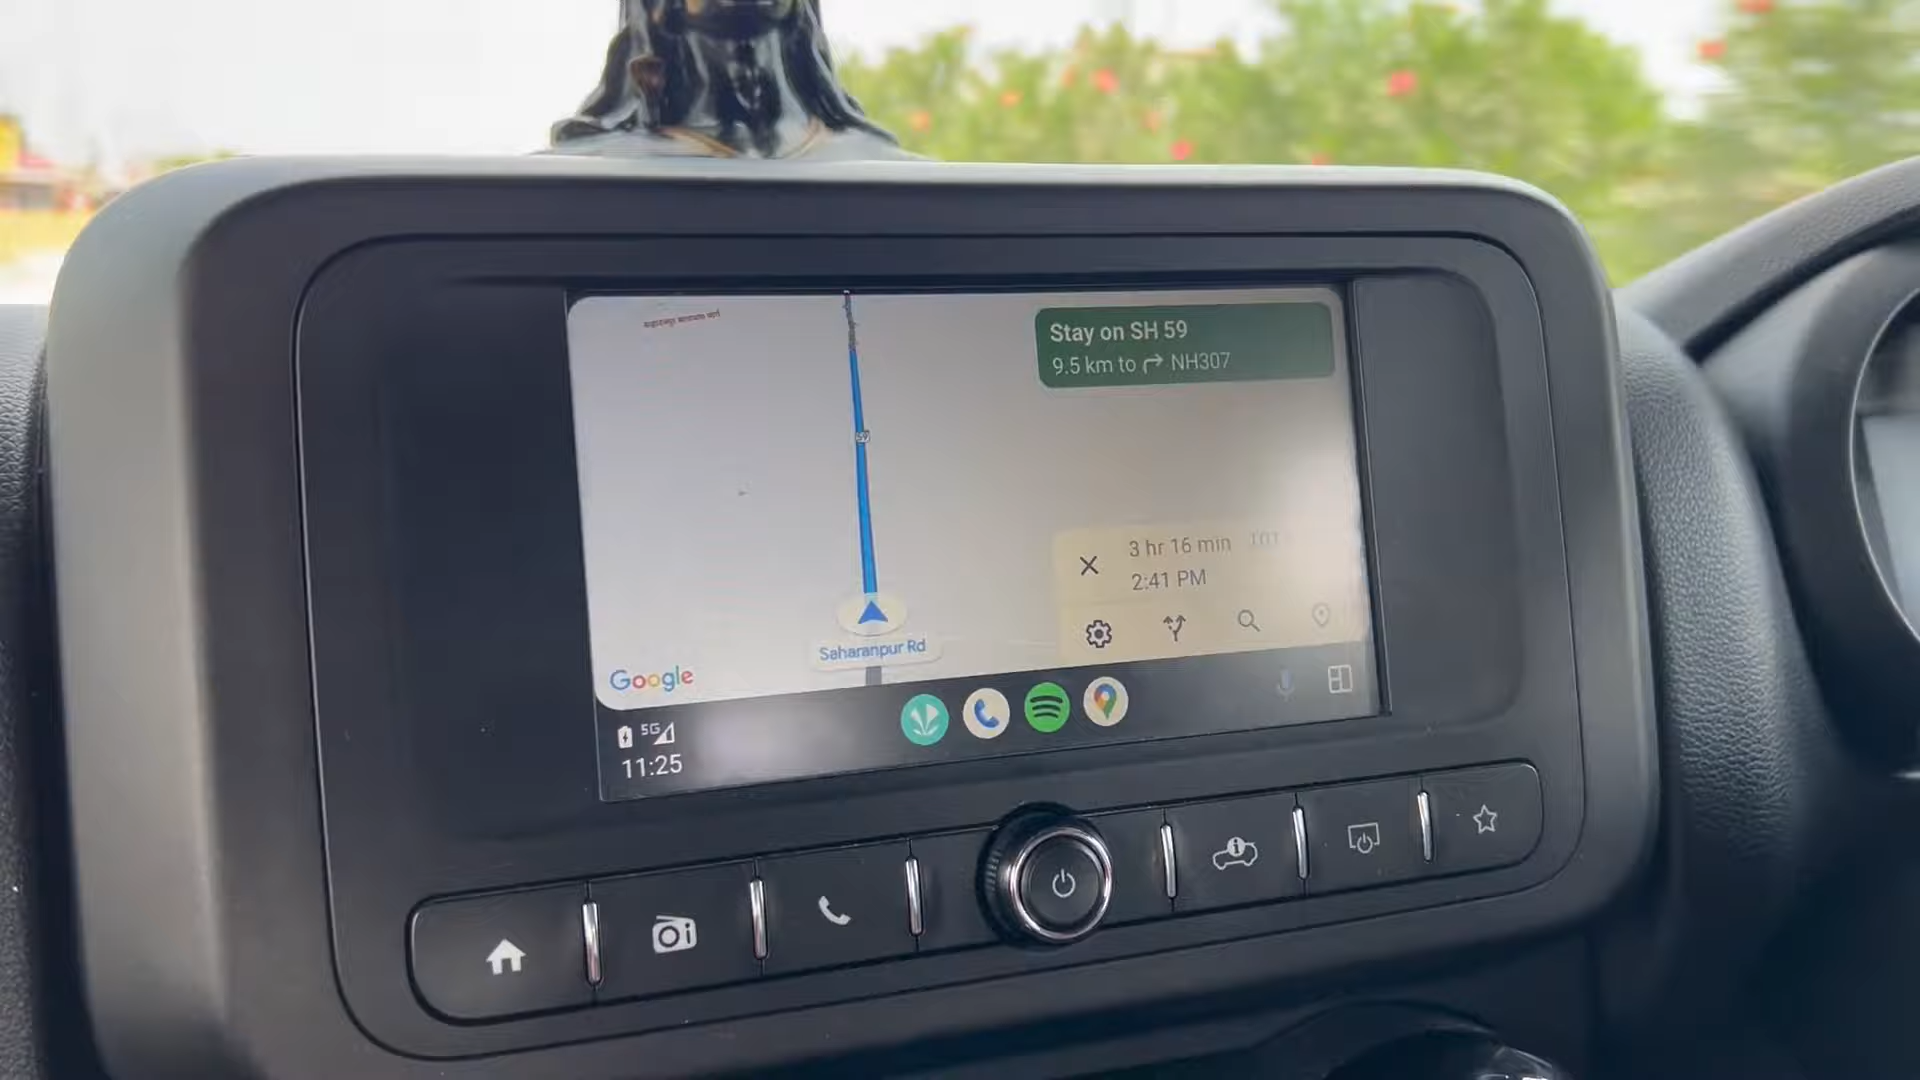 Stay on SH 59
9.5 km to NH307
59
3 hr 16 min
2:41 PM
Saharanpur Rd
Google
5G
11:25